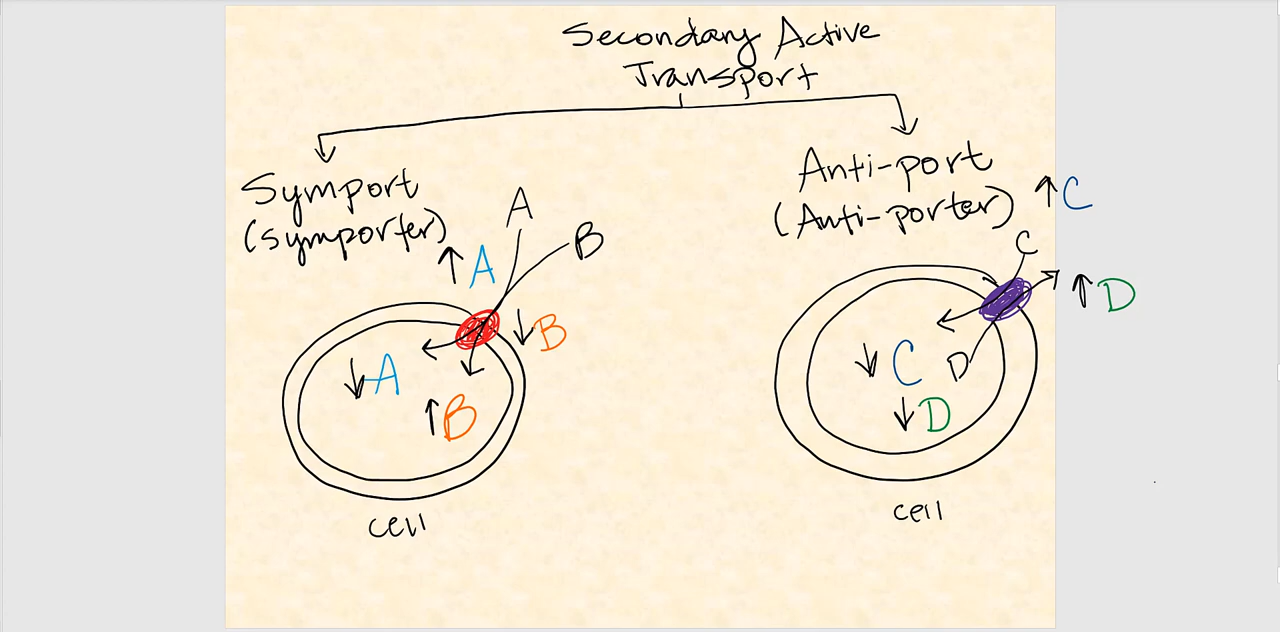 Secondary Active
Transport
Symport
(symporter)
A
B
↑ A
↓ B
↓ A
↑ B
cell
Anti-port
(Anti-porter)
↑ C
C
↑ D
↓ C
D
↓ D
cell